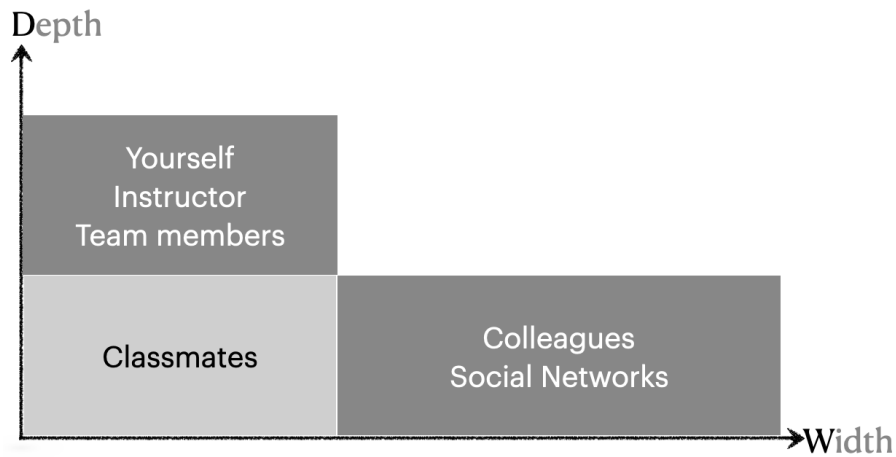 Depth
Yourself
Instructor
Team members
Classmates
Colleagues
Social Networks
Width